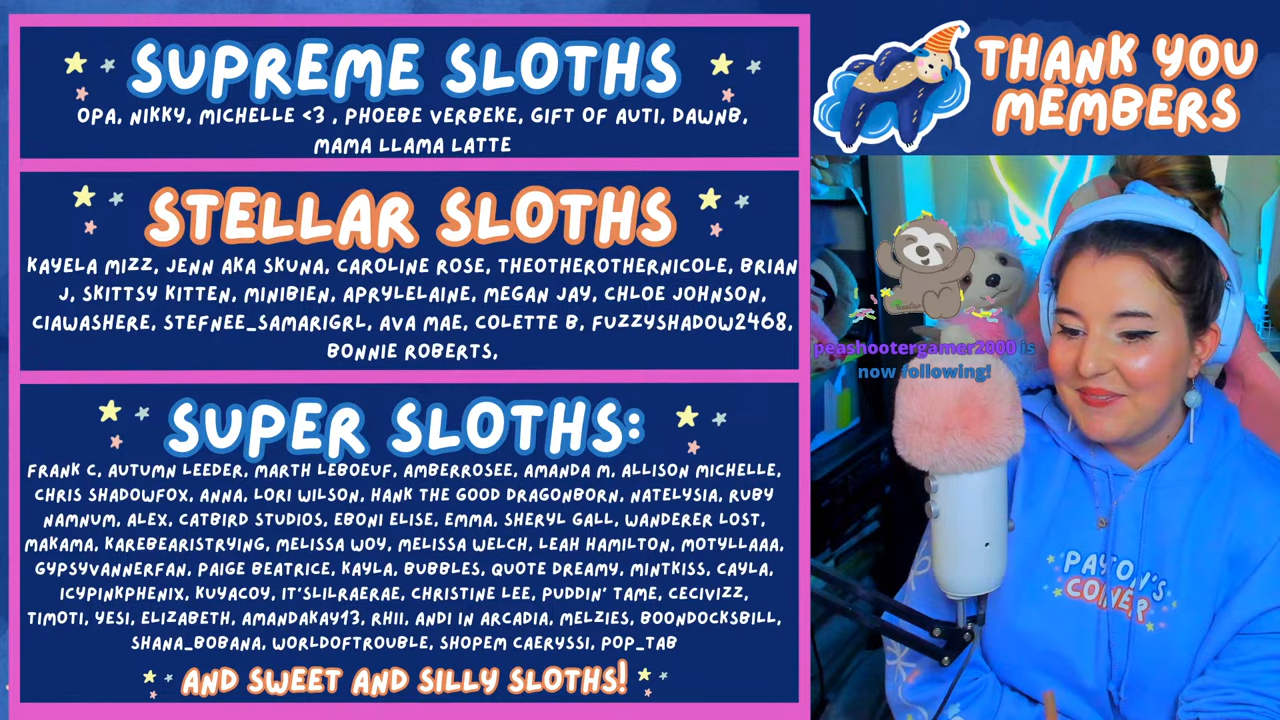 SUPREME SLOTHS
OPA, NIKKY, MICHELLE <3 , PHOEBE VERBEKE, GIFT OF AUTI, DAWNB,
MAMA LLAMA LATTE
STELLAR SLOTHS
KAYELA MIZZ, JENN AKA SKUNA, CAROLINE ROSE, THEOTHEROTHERNICOLE, BRIAN
J, SKITTSY KITTEN, MINIBIEN, APRYLELAINE, MEGAN JAY, CHLOE JOHNSON,
CIAWASHERE, STEFNEE_SAMARIGRL, AVA MAE, COLETTE B, FUZZYSHADOW2468,
BONNIE ROBERTS,
SUPER SLOTHS:
FRANK C, AUTUMN LEEDER, MARTH LEBOEUF, AMBERROSEE, AMANDA M, ALLISON MICHELLE,
CHRIS SHADOWFOX, ANNA, LORI WILSON, HANK THE GOOD DRAGONBORN, NATELYSIA, RUBY
NAMNUM, ALEX, CATBIRD STUDIOS, EBONI ELISE, EMMA, SHERYL GALL, WANDERER LOST,
MAKAMA, KAREBEARISTRYING, MELISSA WOY, MELISSA WELCH, LEAH HAMILTON, MOTYLLAAA,
GYPSYVANNERFAN, PAIGE BEATRICE, KAYLA, BUBBLES, QUOTE DREAMY, MINTKISS, CAYLA,
ICYPINKPHENIX, KUYACOY, IT'SLILRAERAE, CHRISTINE LEE, PUDDIN' TAME, CECIVIZZ,
TIMOTI, YESI, ELIZABETH, AMANDAKAY13, RHII, ANDI IN ARCADIA, MELZIES, BOONDOCKSBILL,
SHANA_BOBANA, WORLDOFTROUBLE, SHOPEM CAERYSSI, POP_TAB
AND SWEET AND SILLY SLOTHS!
THANK YOU
MEMBERS
peashootergamer2000 is
now following!
PAYTON'S
CORNER